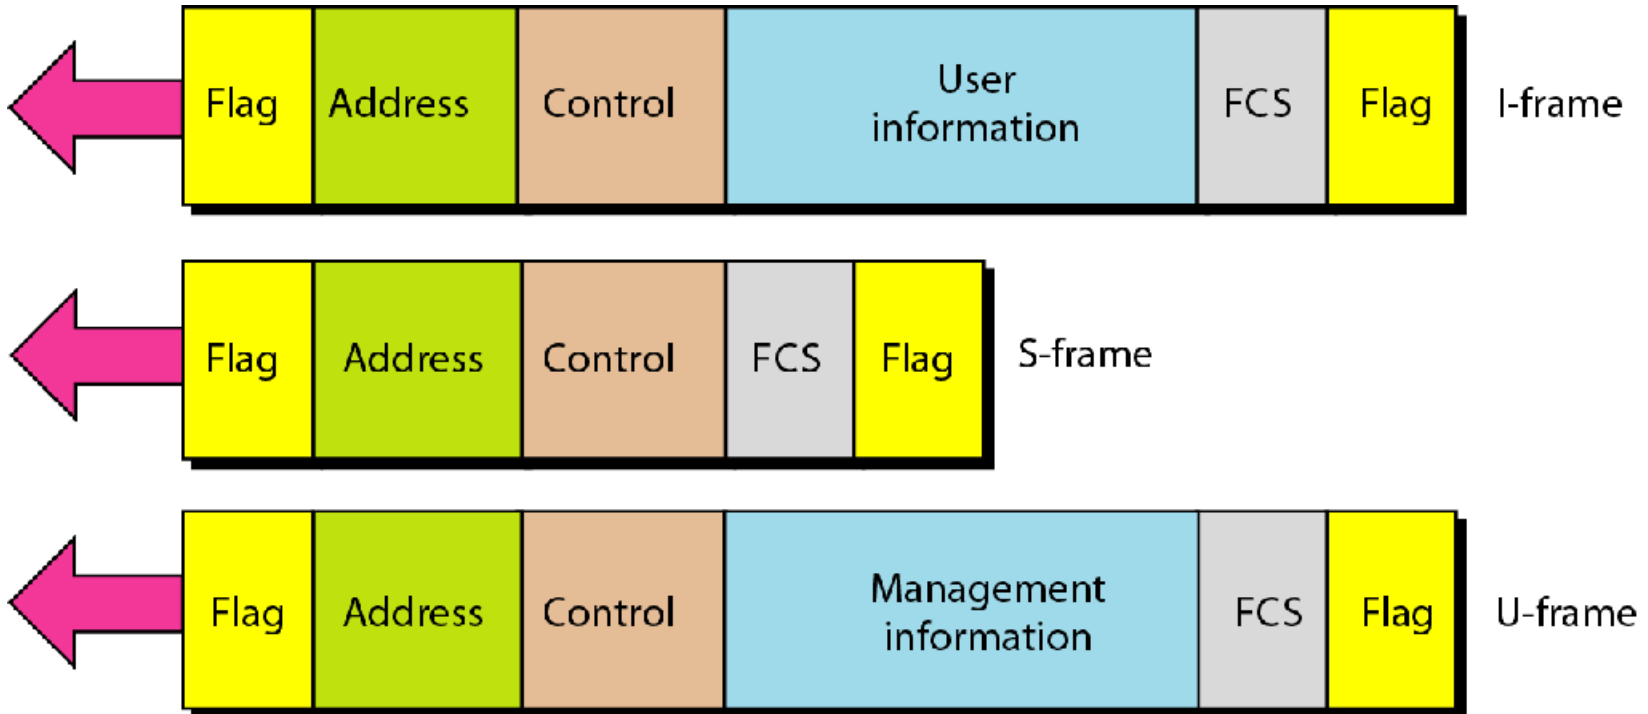 Flag Address Control User information FCS Flag I-frame
Flag Address Control FCS Flag S-frame
Flag Address Control Management information FCS Flag U-frame